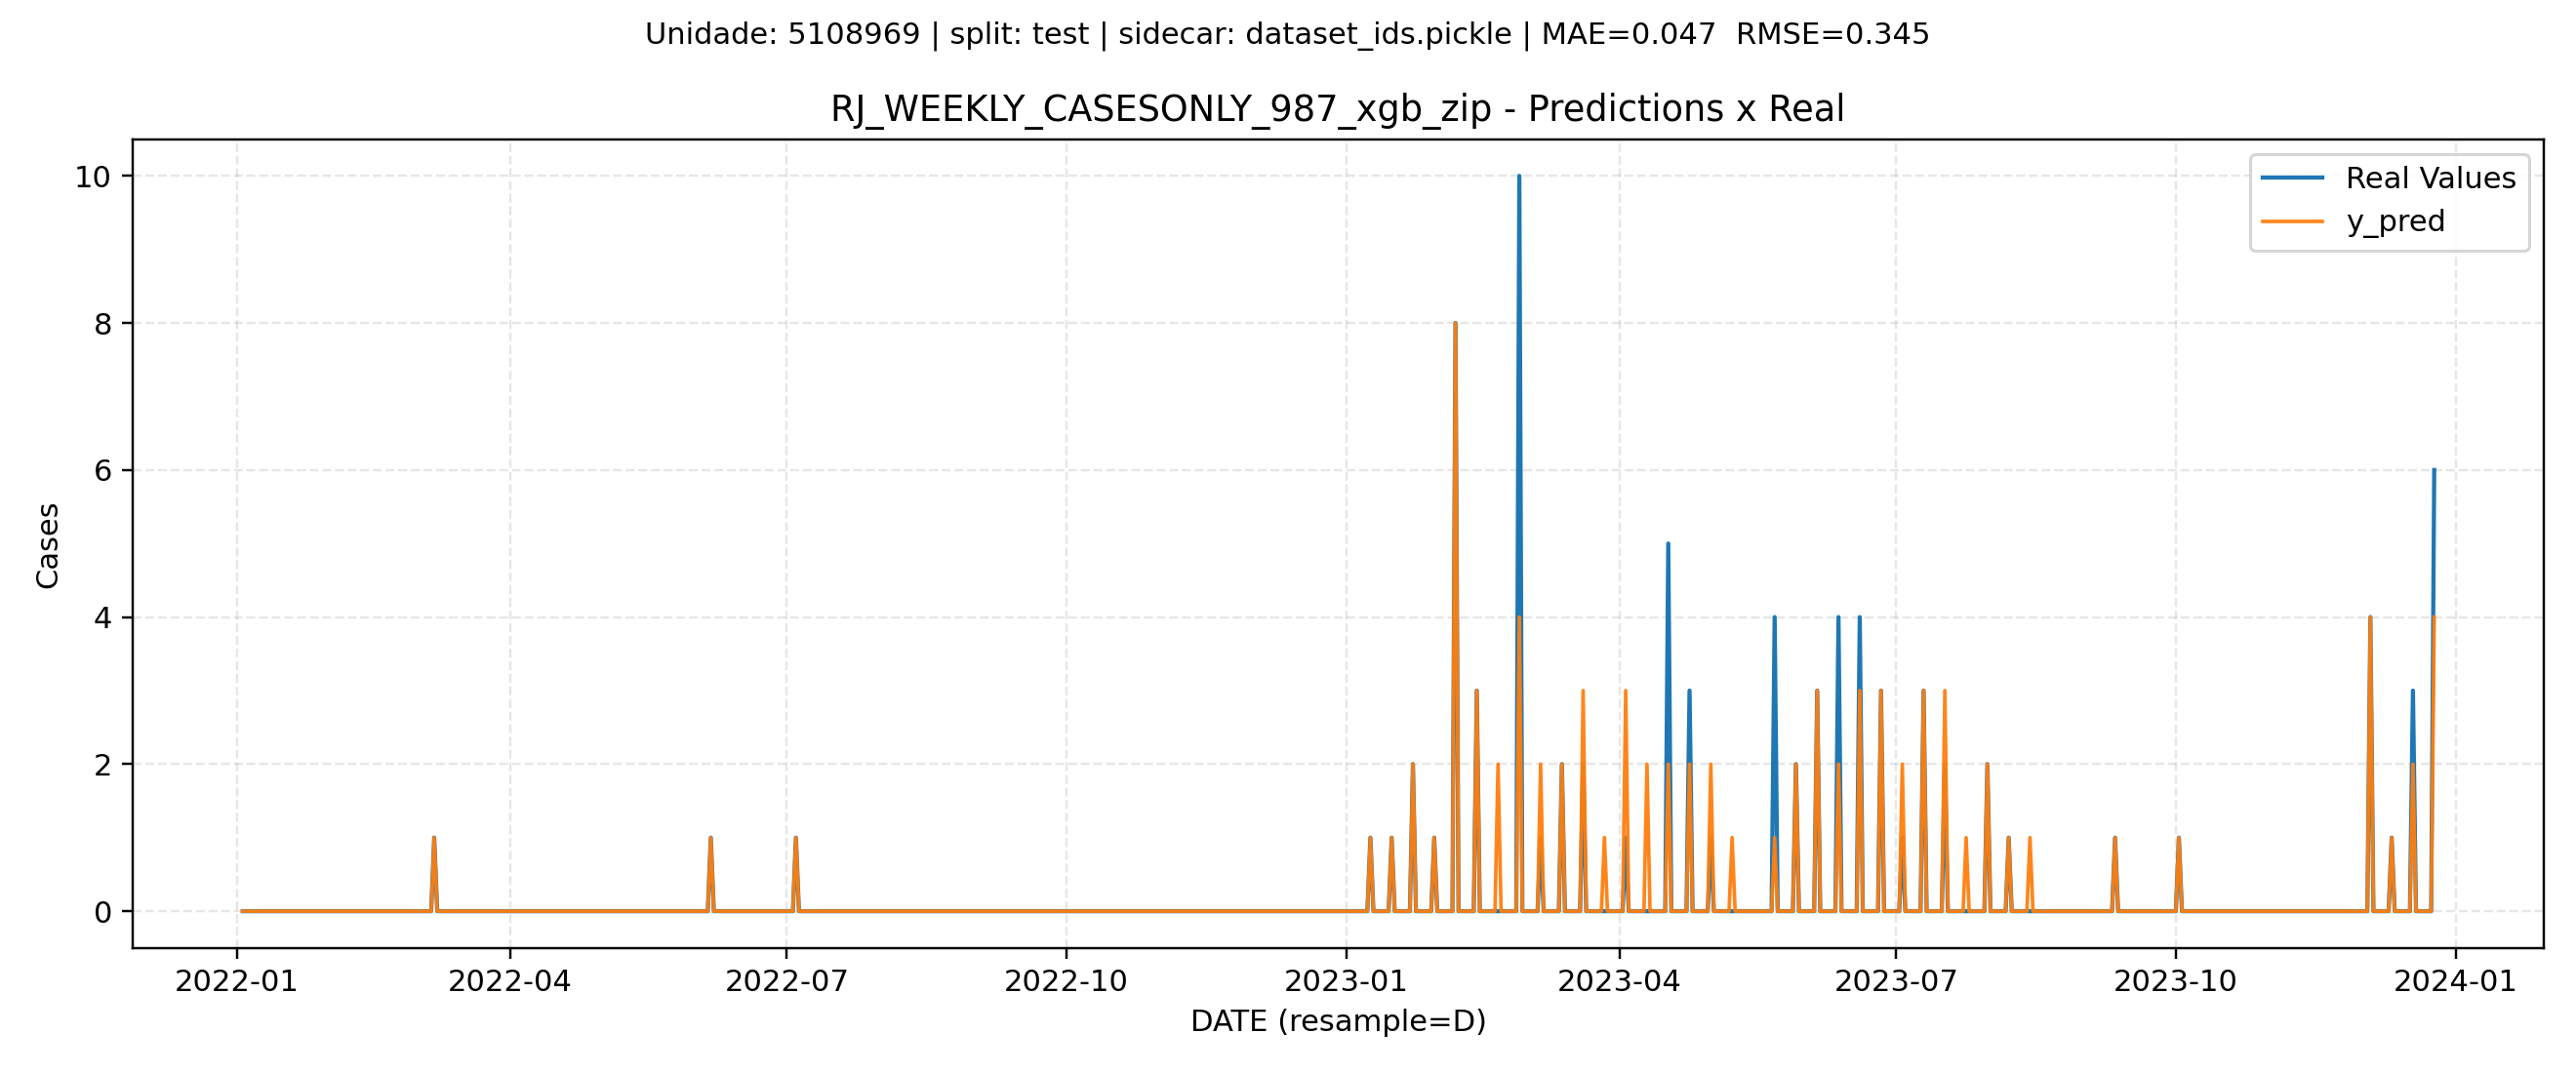 Unidade: 5108969 | split: test | sidecar: dataset_ids.pickle | MAE=0.047  RMSE=0.345
RJ_WEEKLY_CASESONLY_987_xgb_zip - Predictions x Real
Real Values
y_pred
Cases
10
8
6
4
2
0
2022-01
2022-04
2022-07
2022-10
2023-01
2023-04
2023-07
2023-10
2024-01
DATE (resample=D)